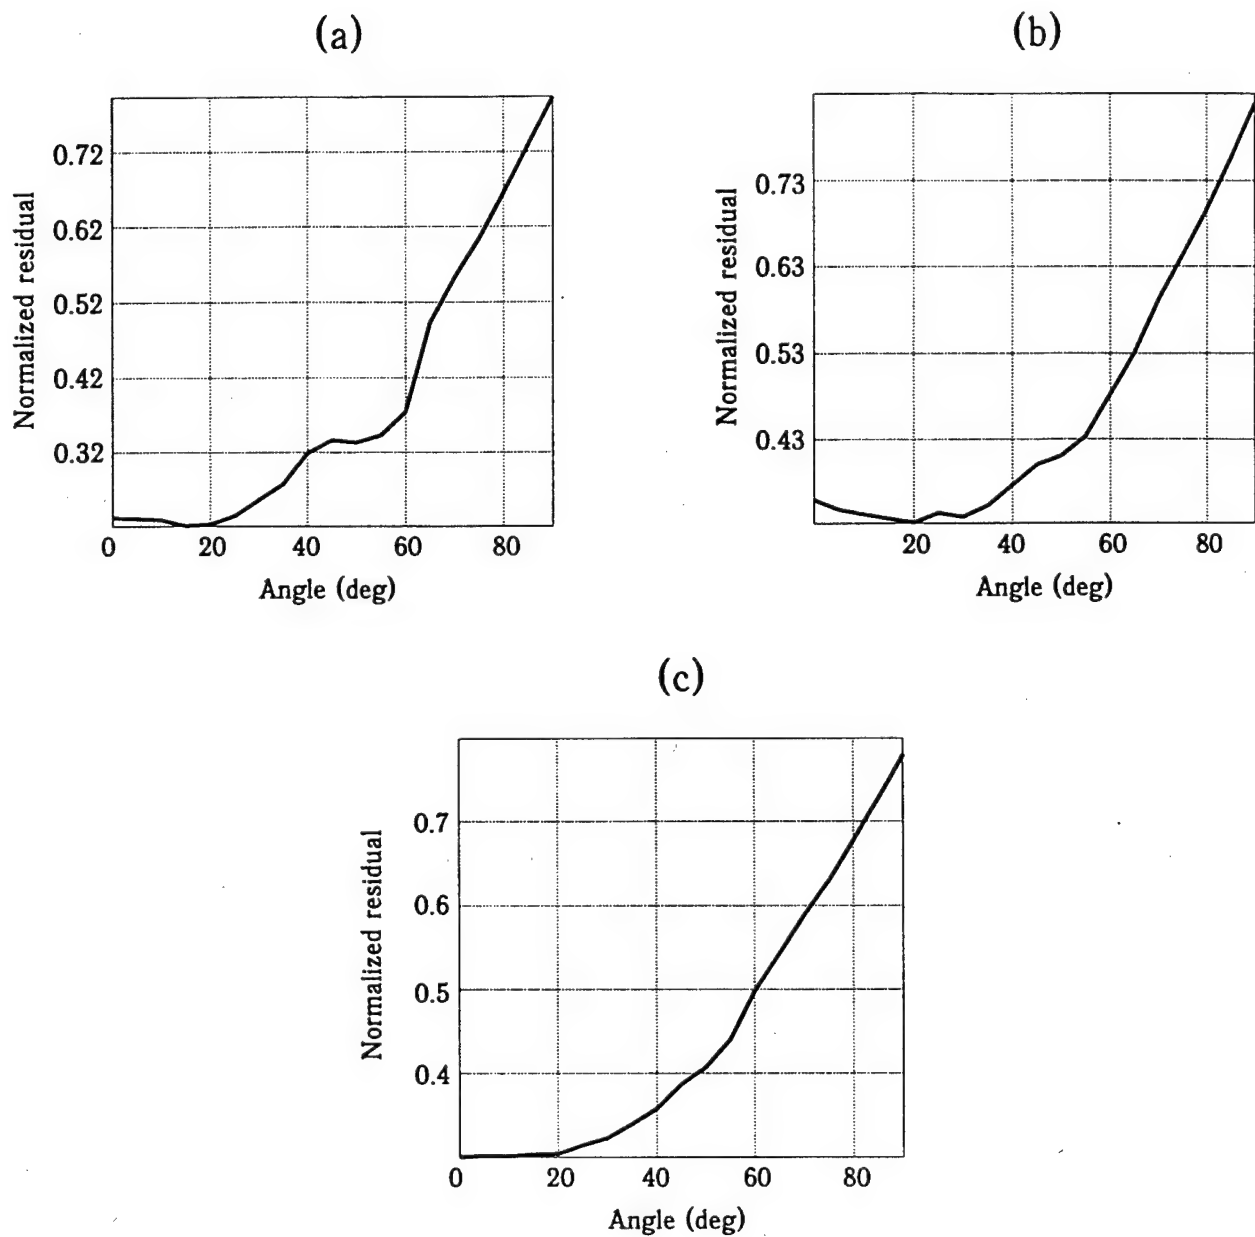 (a)
Normalized residual
0.72
0.62
0.52
0.42
0.32
0 20 40 60 80
Angle (deg)
(b)
Normalized residual
0.73
0.63
0.53
0.43
20 40 60 80
Angle (deg)
(c)
Normalized residual
0.7
0.6
0.5
0.4
0 20 40 60 80
Angle (deg)